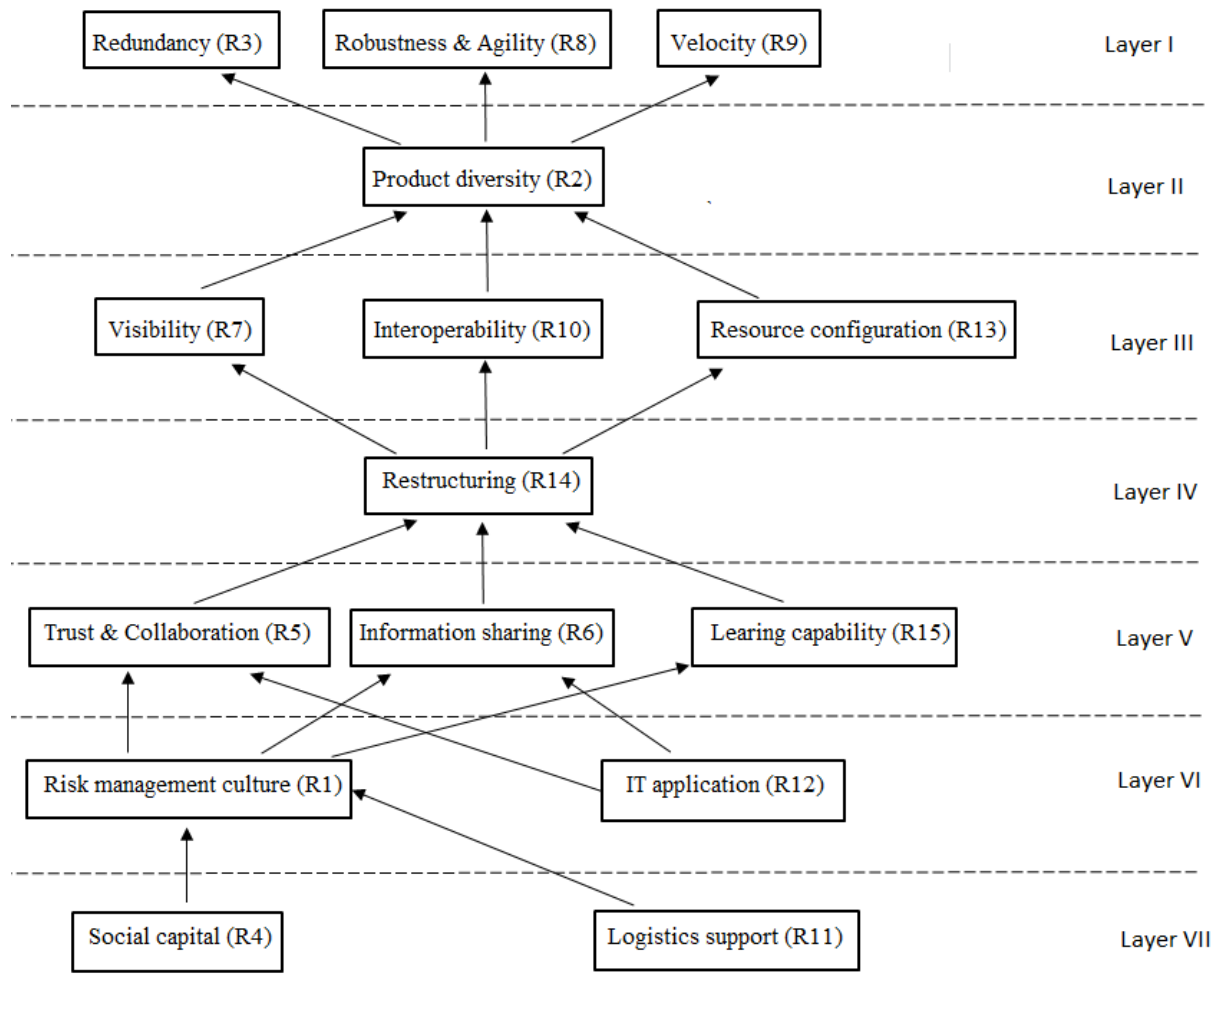 Redundancy (R3)
Robustness & Agility (R8)
Velocity (R9)
Layer I
Product diversity (R2)
Layer II
Visibility (R7)
Interoperability (R10)
Resource configuration (R13)
Layer III
Restructuring (R14)
Layer IV
Trust & Collaboration (R5)
Information sharing (R6)
Learing capability (R15)
Layer V
Risk management culture (R1)
IT application (R12)
Layer VI
Social capital (R4)
Logistics support (R11)
Layer VII